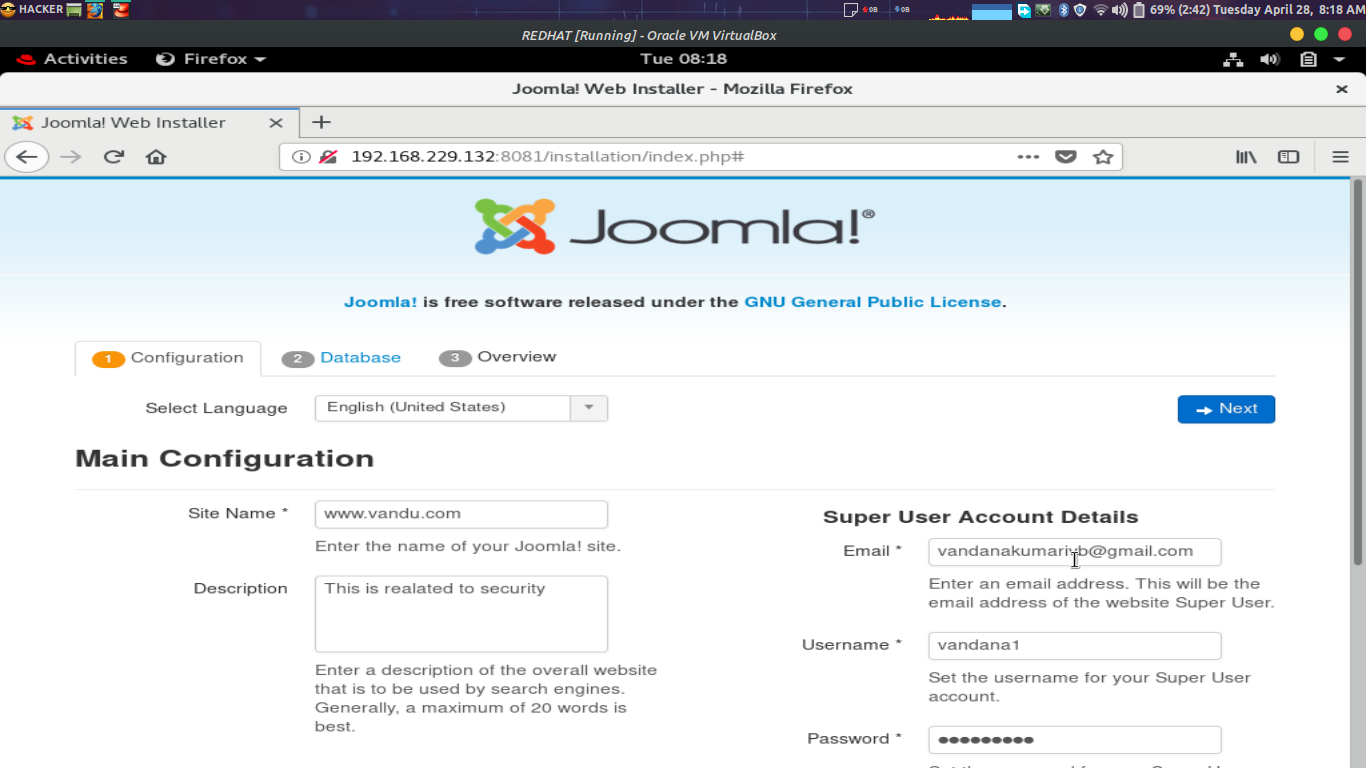 HACKER
0B
0B
69% (2:42) Tuesday April 28, 8:18 AM
REDHAT [Running] - Oracle VM VirtualBox
Activities Firefox Tue 08:18
Joomla! Web Installer - Mozilla Firefox
Joomla! Web Installer
192.168.229.132:8081/installation/index.php#
Joomla!®
Joomla! is free software released under the GNU General Public License.
1 Configuration 2 Database 3 Overview
Select Language English (United States) Next
Main Configuration
Site Name * www.vandu.com
Enter the name of your Joomla! site.
Description This is realated to security
Enter a description of the overall website
that is to be used by search engines.
Generally, a maximum of 20 words is
best.
Super User Account Details
Email * vandanakumari
b@gmail.com
Enter an email address. This will be the
email address of the website Super User.
Username * vandana1
Set the username for your Super User
account.
Password *